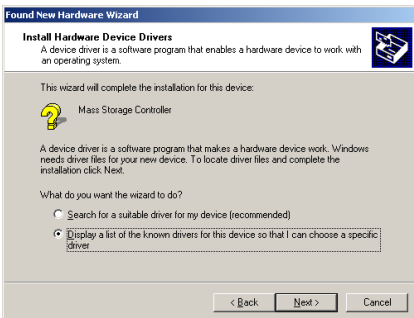 Found New Hardware Wizard
Install Hardware Device Drivers
A device driver is a software program that enables a hardware device to work with
an operating system.
This wizard will complete the installation for this device:
Mass Storage Controller
A device driver is a software program that makes a hardware device work. Windows
needs driver files for your new device. To locate driver files and complete the
installation click Next.
What do you want the wizard to do?
Search for a suitable driver for my device (recommended)
Display a list of the known drivers for this device so that I can choose a specific
driver
< Back Next > Cancel